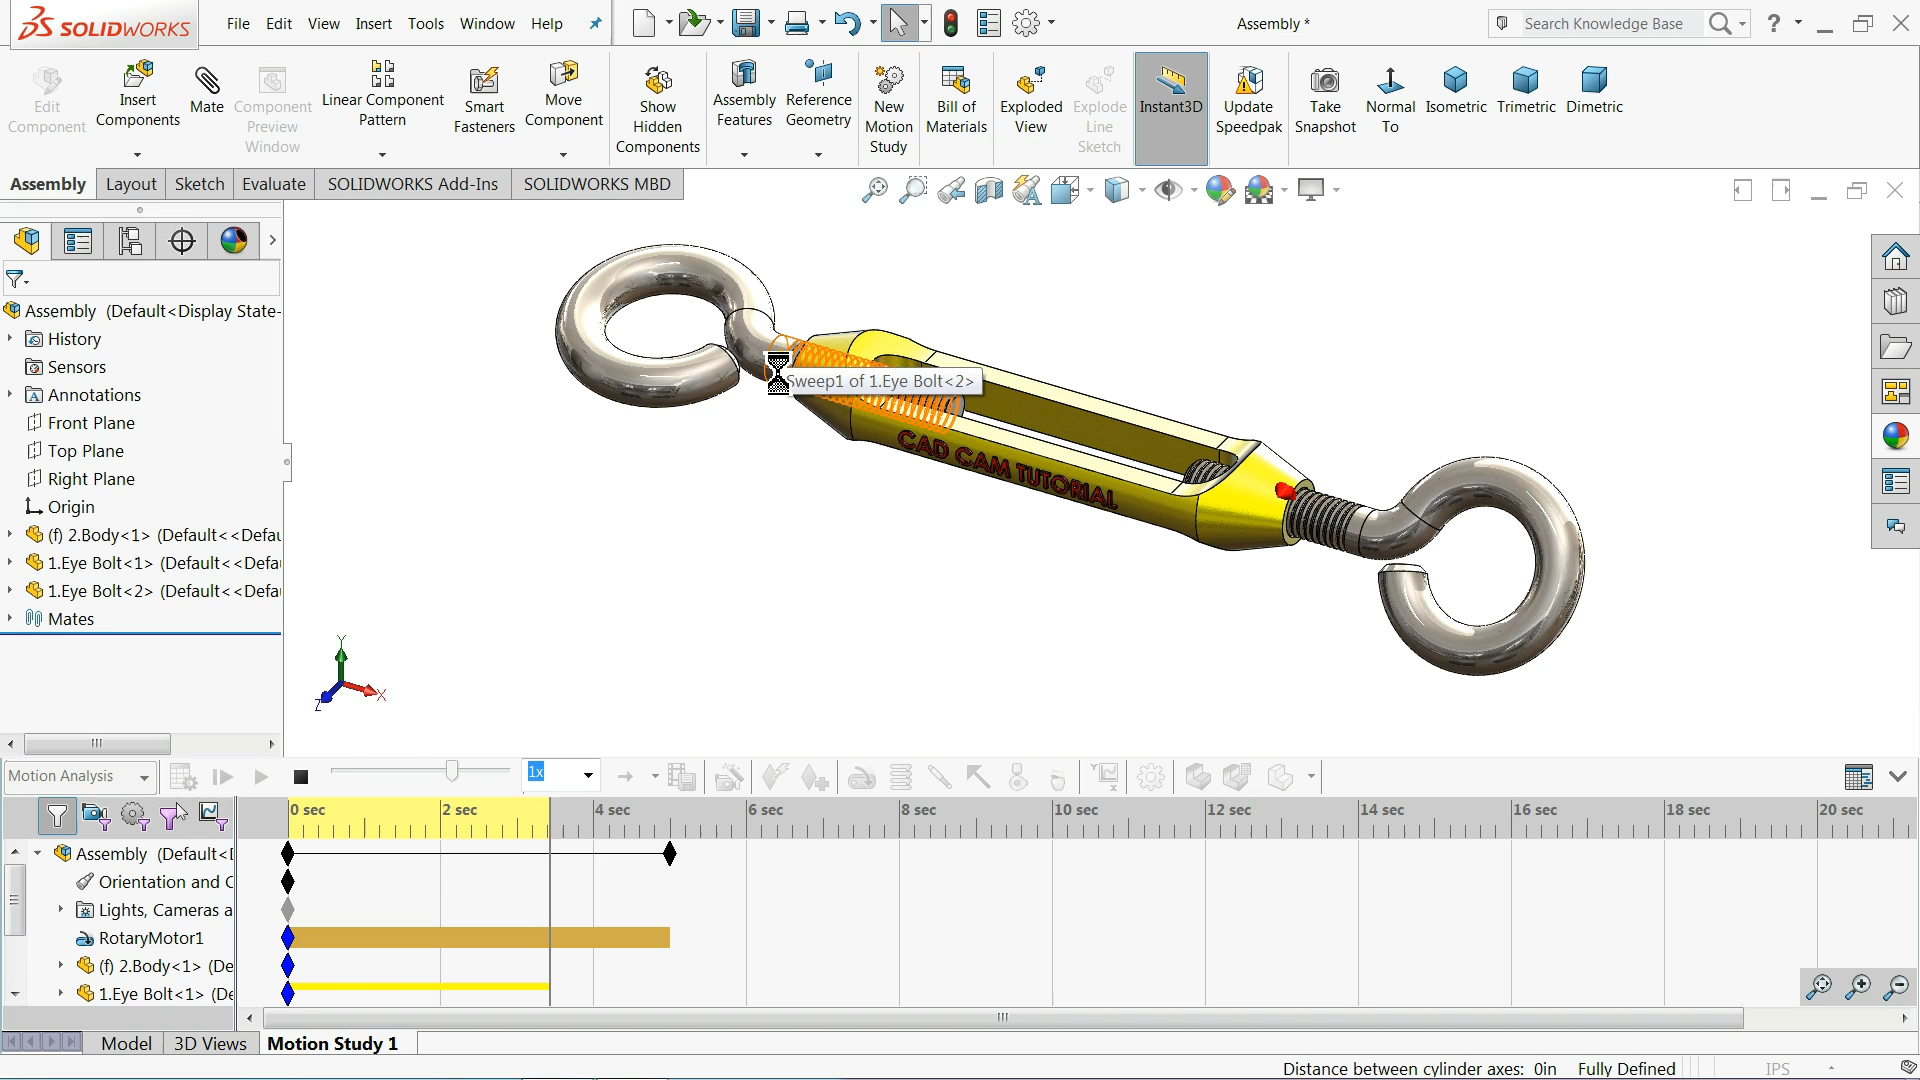 SOLIDWORKS File Edit View Insert Tools Window Help Assembly * Search Knowledge Base ?
Edit Component
Insert Components
Mate
Component Preview Window
Linear Component Pattern
Smart Fasteners
Move Component
Show Hidden Components
Assembly Features
Reference Geometry
New Motion Study
Bill of Materials
Exploded View
Explode Line Sketch
Instant3D
Update Speedpak
Take Snapshot
Normal To
Isometric
Trimetric
Dimetric
Assembly Layout Sketch Evaluate SOLIDWORKS Add-Ins SOLIDWORKS MBD
Assembly (Default<Display State-
History
Sensors
Annotations
Front Plane
Top Plane
Right Plane
Origin
(f) 2.Body<1> (Default<<Defau
1.Eye Bolt<1> (Default<<Defa
1.Eye Bolt<2> (Default<<Defa
Mates
Sweep1 of 1.Eye Bolt<2>
CAD CAM TUTORIAL
Y
X
Z
Motion Analysis 1x
0 sec 2 sec 4 sec 6 sec 8 sec 10 sec 12 sec 14 sec 16 sec 18 sec 20 sec
Assembly (Default<
Orientation and C
Lights, Cameras a
RotaryMotor1
(f) 2.Body<1> (De
1.Eye Bolt<1> (De
Model 3D Views Motion Study 1
Distance between cylinder axes: 0in Fully Defined IPS